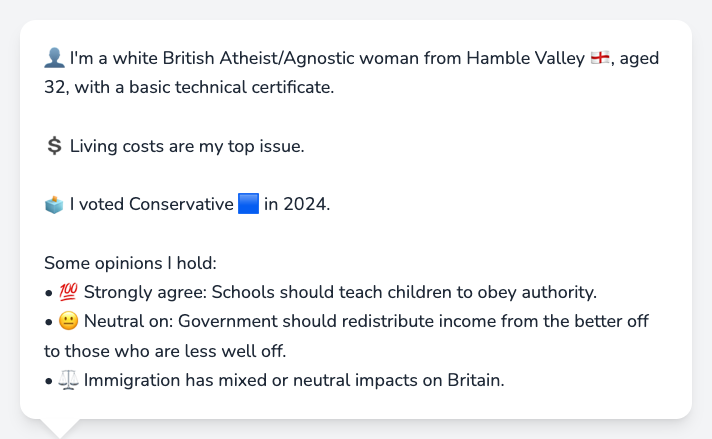 👤 I'm a white British Atheist/Agnostic woman from Hamble Valley 🏴󠁧󠁢󠁥󠁮󠁧󠁿, aged
32, with a basic technical certificate.
💲 Living costs are my top issue.
🗳️ I voted Conservative 🟦 in 2024.
Some opinions I hold:
• 💯 Strongly agree: Schools should teach children to obey authority.
• 😐 Neutral on: Government should redistribute income from the better off
to those who are less well off.
• ⚖️ Immigration has mixed or neutral impacts on Britain.